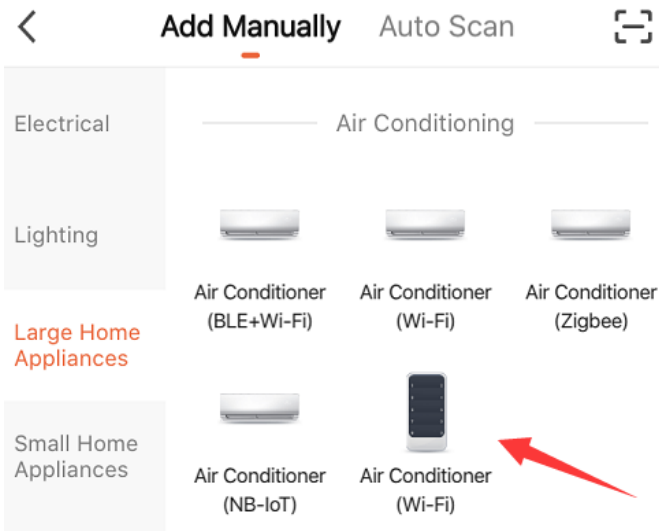 Add Manually Auto Scan
Electrical
Lighting
Large Home
Appliances
Small Home
Appliances
Air Conditioning
Air Conditioner
(BLE+Wi-Fi)
Air Conditioner
(Wi-Fi)
Air Conditioner
(Zigbee)
Air Conditioner
(NB-IoT)
Air Conditioner
(Wi-Fi)